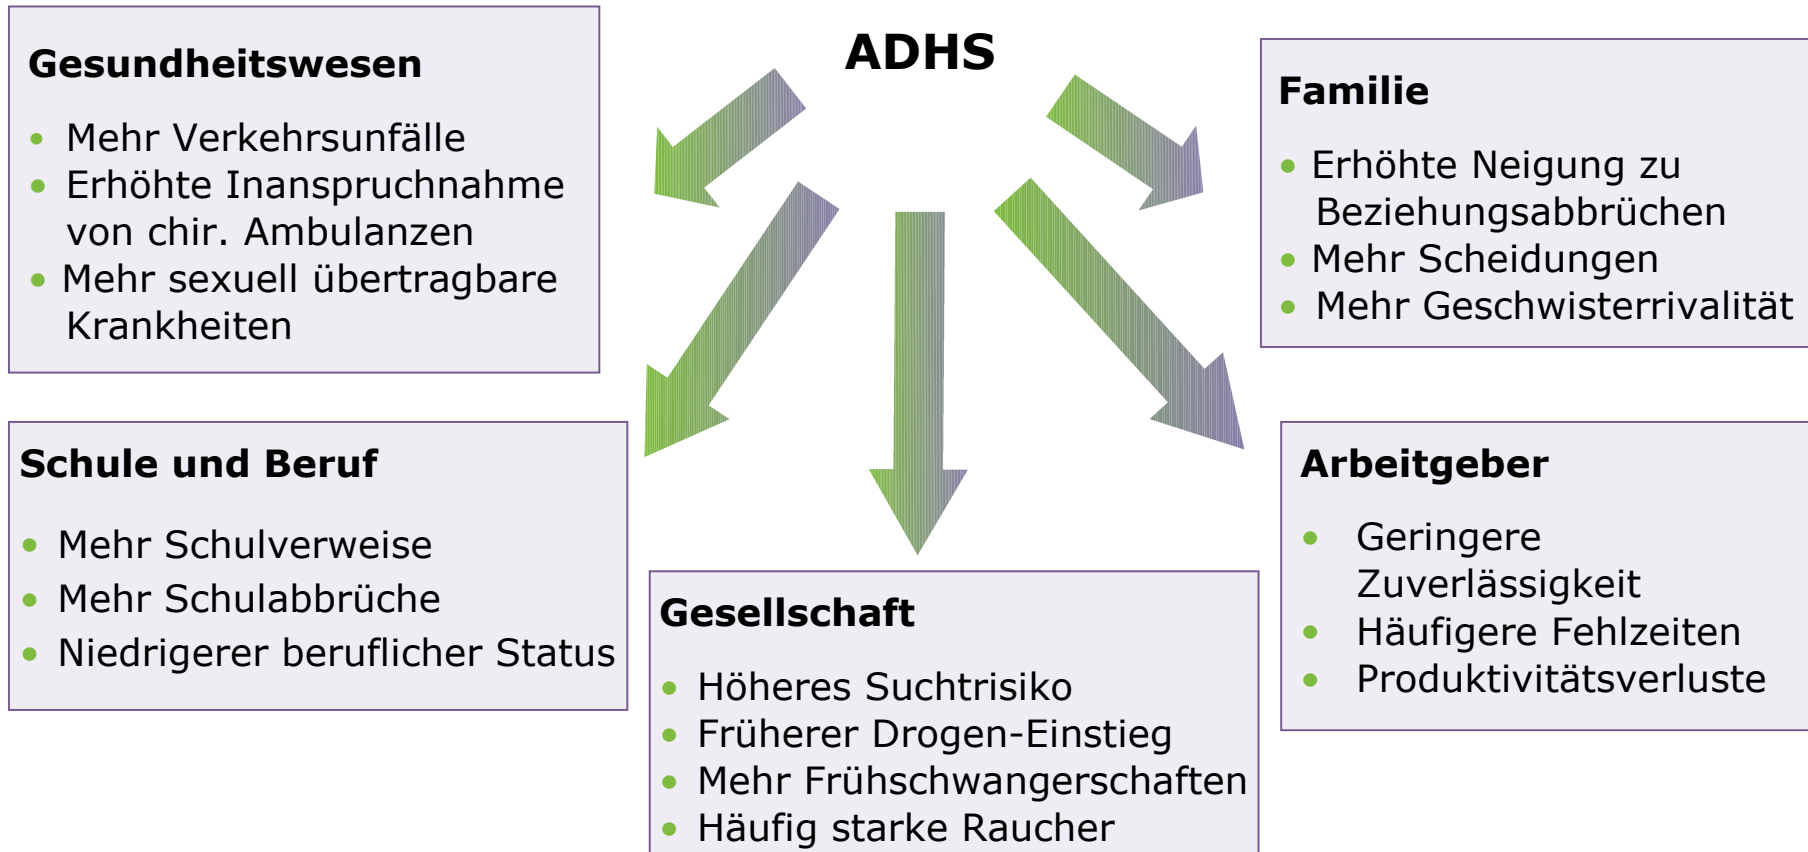 ADHS
Gesundheitswesen
• Mehr Verkehrsunfälle
• Erhöhte Inanspruchnahme
von chir. Ambulanzen
• Mehr sexuell übertragbare
Krankheiten
Familie
• Erhöhte Neigung zu
Beziehungsabbrüchen
• Mehr Scheidungen
• Mehr Geschwisterrivalität
Schule und Beruf
• Mehr Schulverweise
• Mehr Schulabbrüche
• Niedrigerer beruflicher Status
Gesellschaft
• Höheres Suchtrisiko
• Früherer Drogen-Einstieg
• Mehr Frühschwangerschaften
• Häufig starke Raucher
Arbeitgeber
• Geringere
Zuverlässigkeit
• Häufigere Fehlzeiten
• Produktivitätsverluste